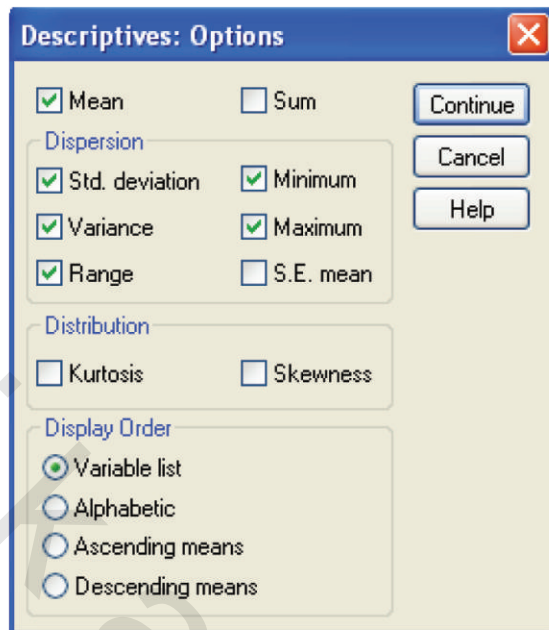 Descriptives: Options
Mean Sum Continue
Dispersion Cancel
Std. deviation Minimum
Variance Maximum Help
Range S.E. mean
Distribution
Kurtosis Skewness
Display Order
Variable list
Alphabetic
Ascending means
Descending means